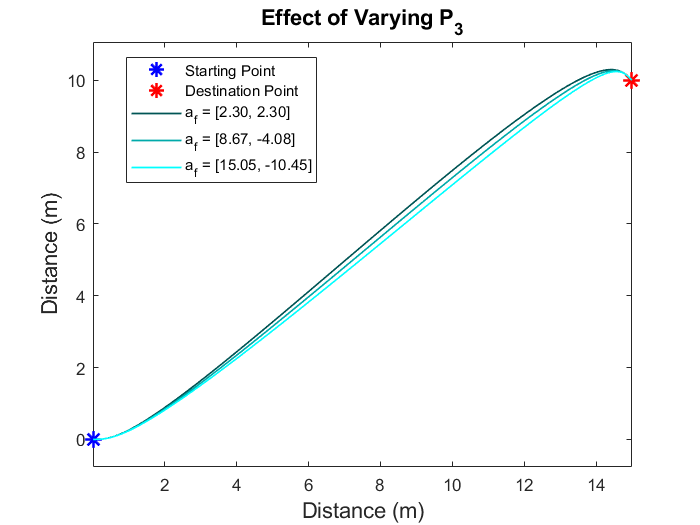 Effect of Varying P3
Starting Point
Destination Point
af = [2.30, 2.30]
af = [8.67, -4.08]
af = [15.05, -10.45]
Distance (m)
10
8
6
4
2
0
2 4 6 8 10 12 14
Distance (m)